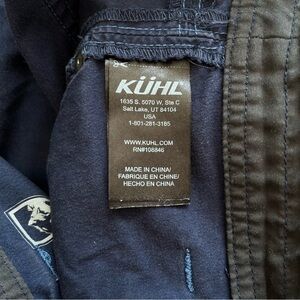 KÜHL
1635 S. 5070 W. Ste C
Salt Lake, UT 84104
USA
1-801-281-3185
WWW.KUHL.COM
RN#108846
MADE IN CHINA/
FABRIQUE EN CHINE/
HECHO EN CHINA